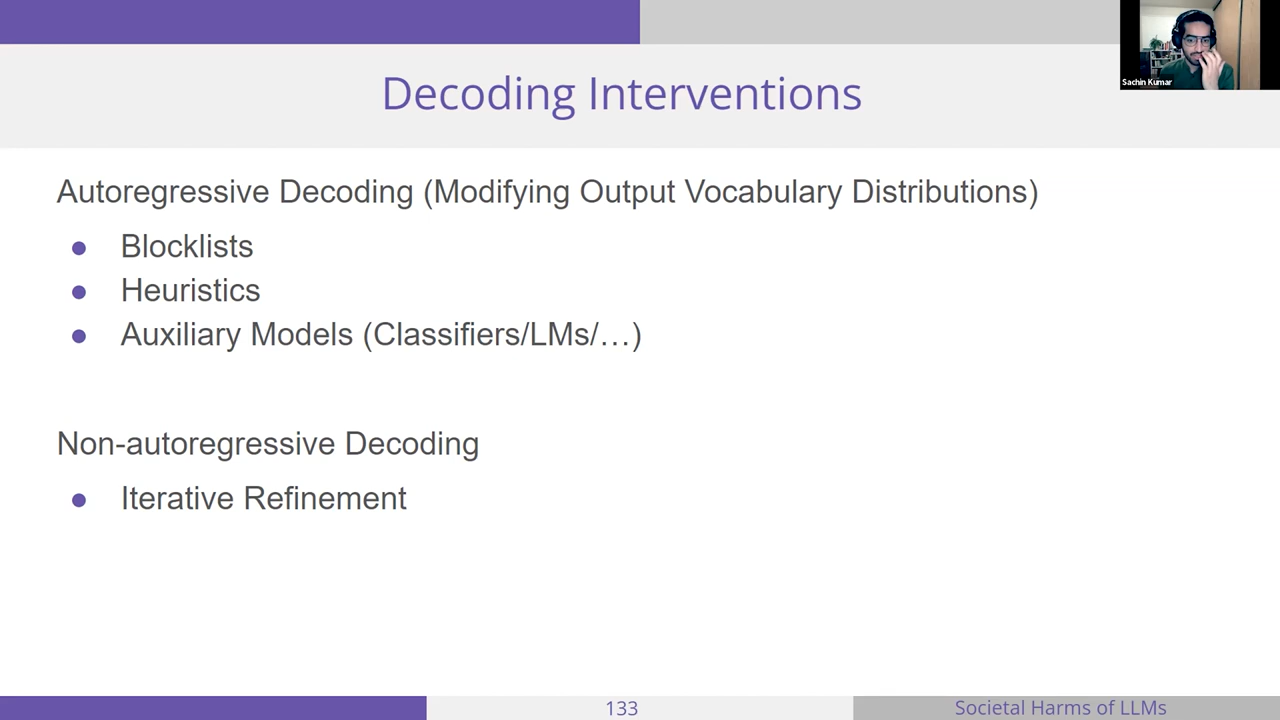 Decoding Interventions
Sachin Kumar
Autoregressive Decoding (Modifying Output Vocabulary Distributions)
● Blocklists
● Heuristics
● Auxiliary Models (Classifiers/LMs/…)
Non-autoregressive Decoding
● Iterative Refinement
133
Societal Harms of LLMs